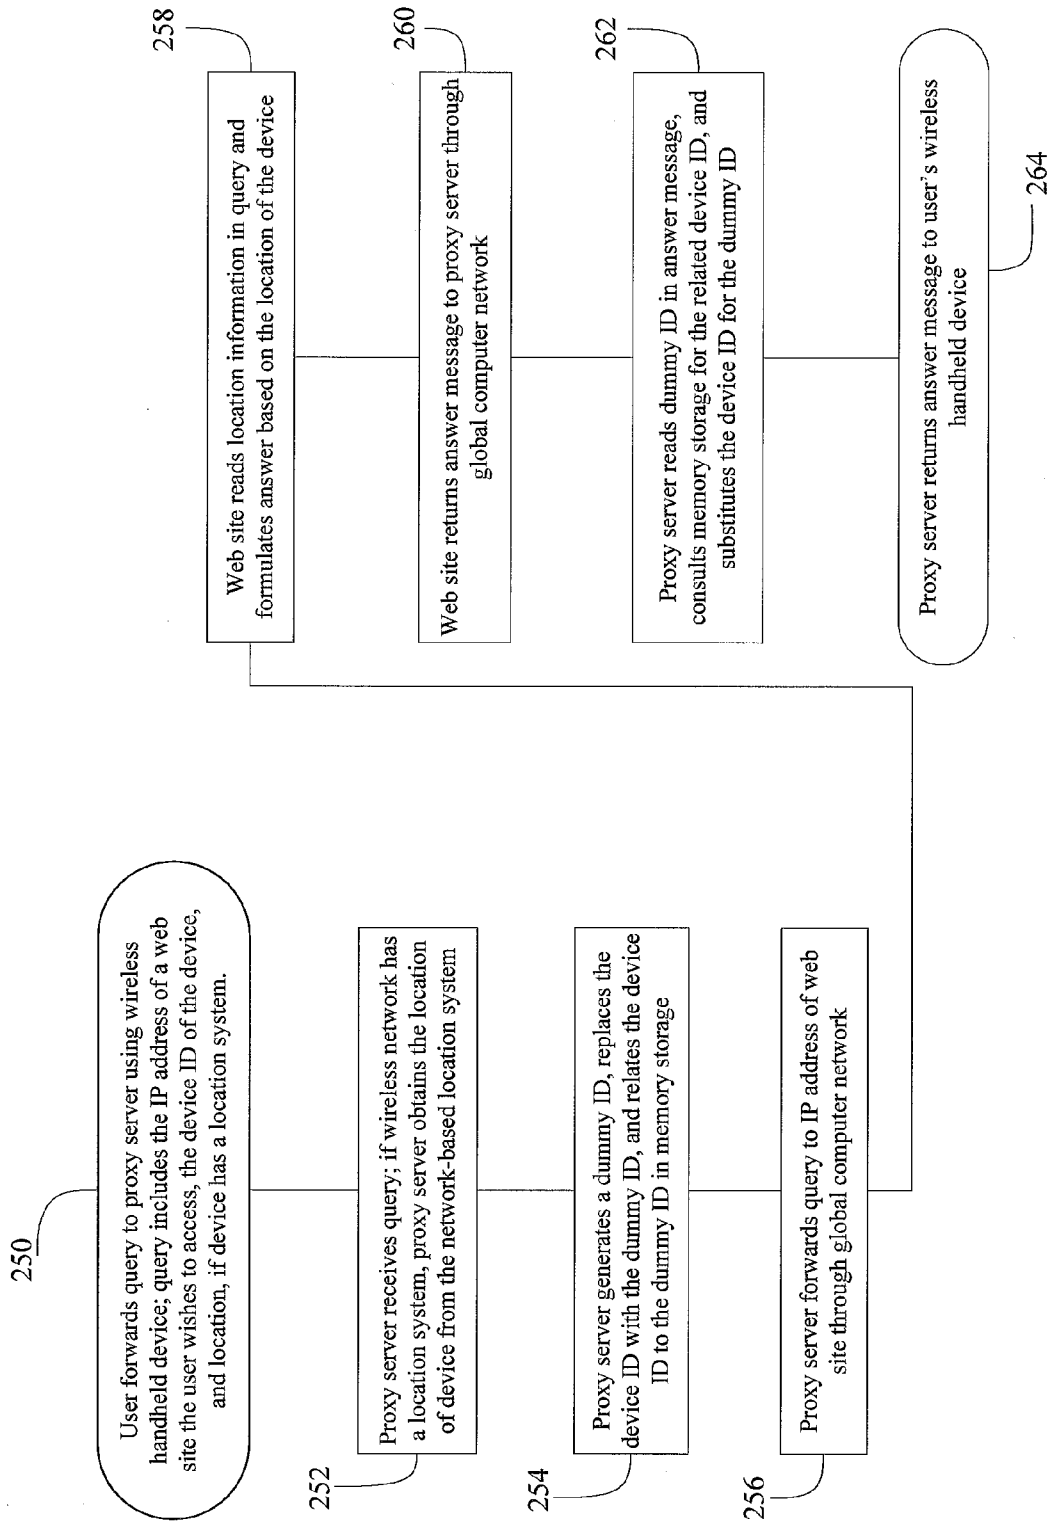 250
User forwards query to proxy server using wireless
handheld device; query includes the IP address of a web
site the user wishes to access, the device ID of the device,
and location, if device has a location system.
252
Proxy server receives query; if wireless network has
a location system, proxy server obtains the location
of device from the network-based location system
254
Proxy server generates a dummy ID, replaces the
device ID with the dummy ID, and relates the device
ID to the dummy ID in memory storage
256
Proxy server forwards query to IP address of web
site through global computer network
258
Web site reads location information in query and
formulates answer based on the location of the device
260
Web site returns answer message to proxy server through
global computer network
262
Proxy server reads dummy ID in answer message,
consults memory storage for the related device ID, and
substitutes the device ID for the dummy ID
Proxy server returns answer message to user's wireless
handheld device
264